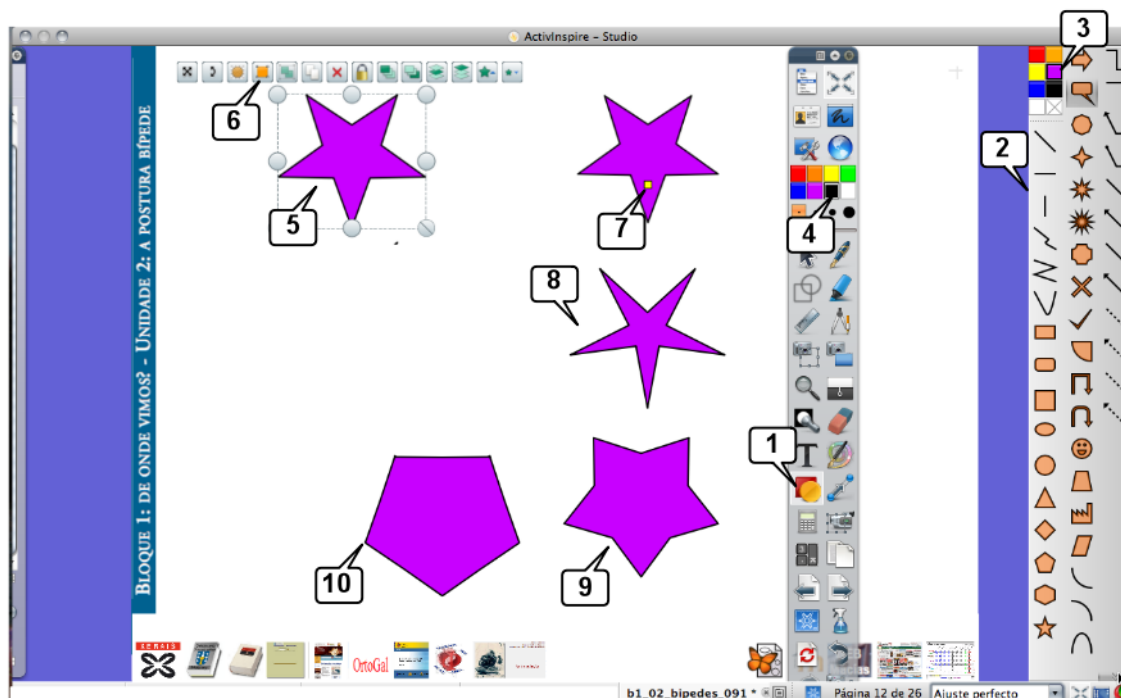 ActivInspire – Studio
BLOQUE 1: DE ONDE VIMOS? - UNIDADE 2: A POSTURA BÍPEDE
3
6
2
5
7
4
8
1
T
10
9
XERAIS
OrtoGal
b1_02_bipedes_091 *
Página 12 de 26
Ajuste perfecto